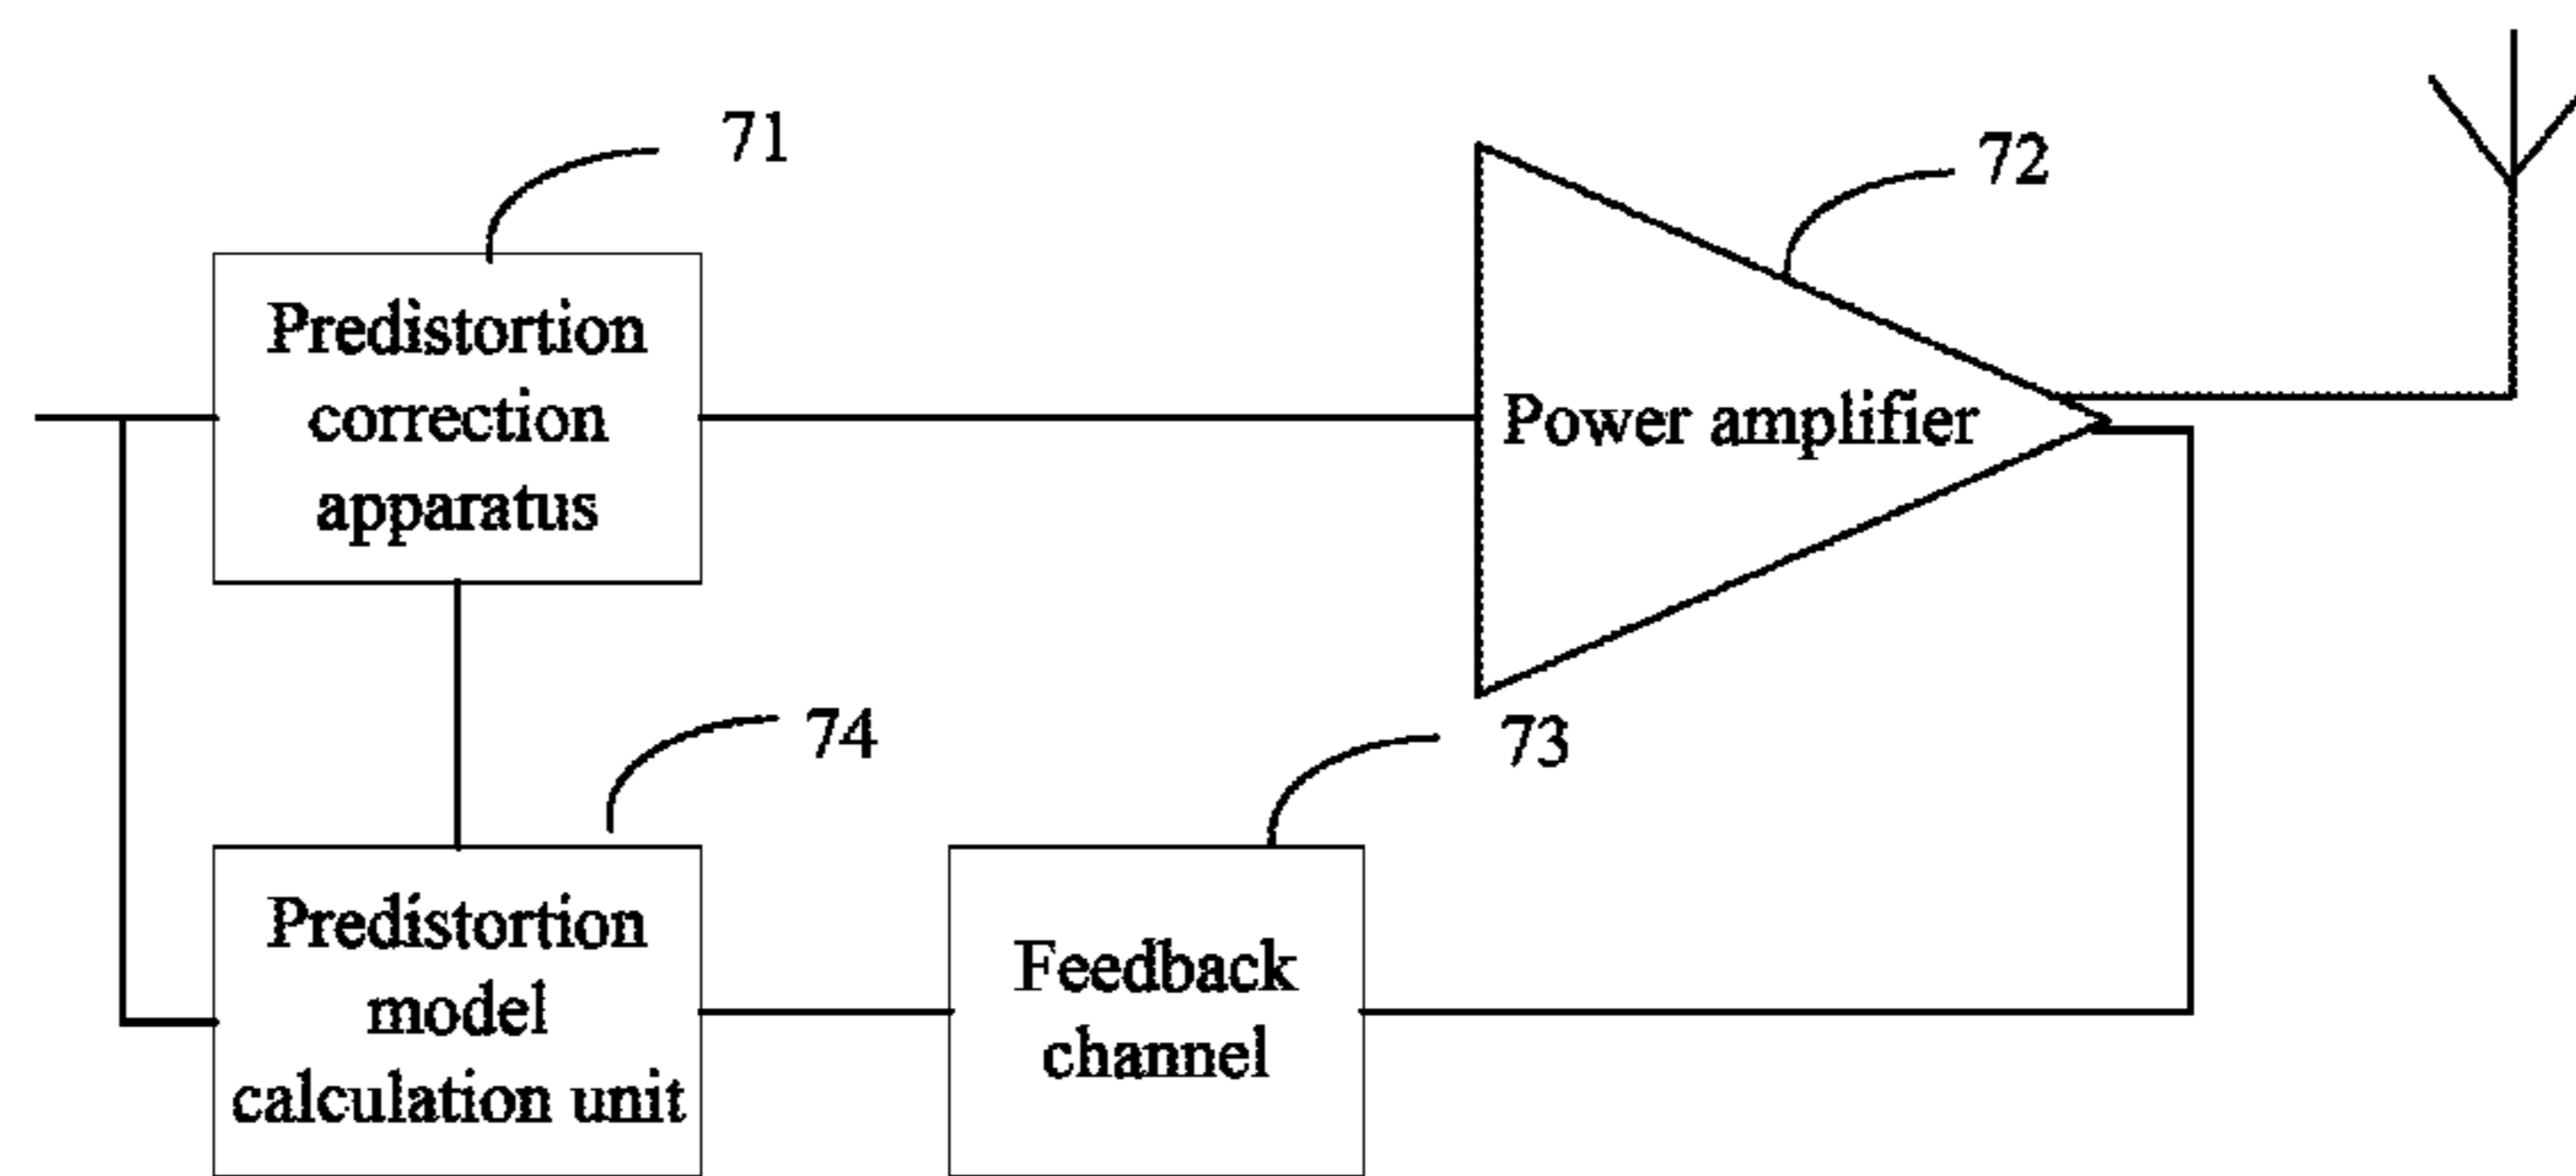 71
72
Predistortion
correction
apparatus
Power amplifier
74
73
Predistortion
model
calculation unit
Feedback
channel